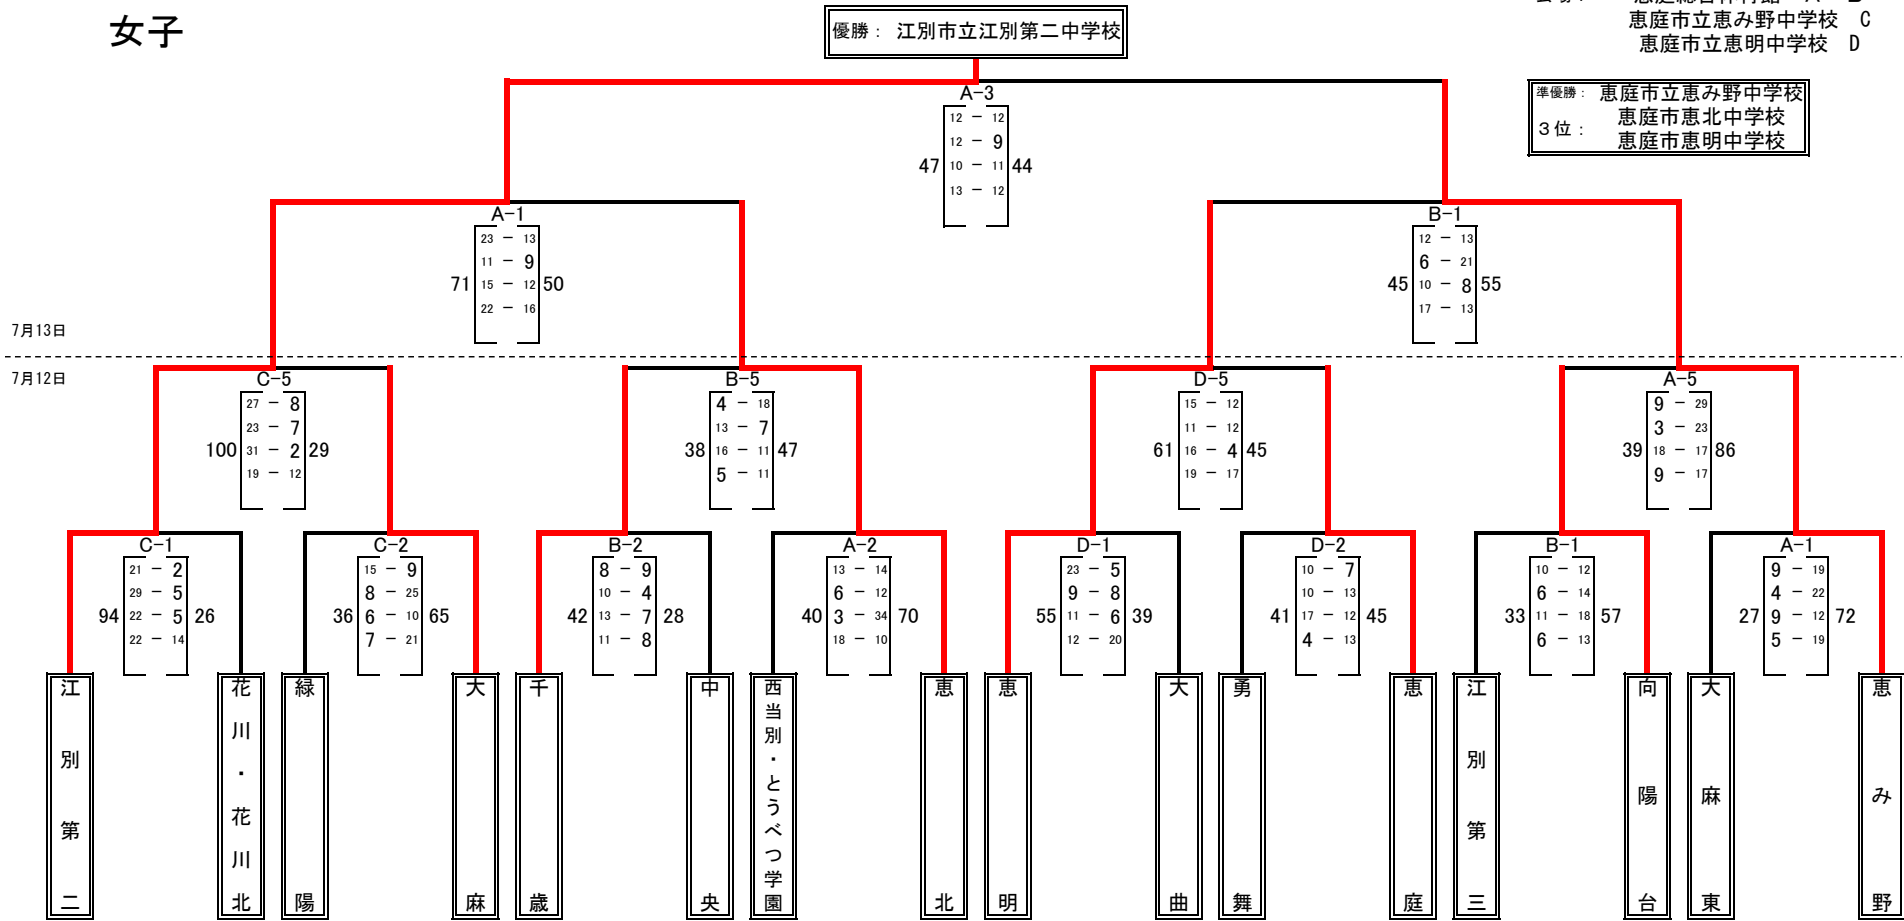 女子
優勝： 江別市立江別第二中学校
恵庭市立恵み野中学校 C
恵庭市立恵明中学校 D
準優勝： 恵庭市立恵み野中学校
恵庭市恵北中学校
3位：
恵庭市恵明中学校
A-3
12 － 12
12 － 9
47 10 － 11 44
13 － 12
A-1
23 － 13
11 － 9
71 15 － 12 50
22 － 16
B-1
12 － 13
6 － 21
45 10 － 8 55
17 － 13
7月13日
7月12日
C-5
27 － 8
23 － 7
100 31 － 2 29
19 － 12
B-5
4 － 18
13 － 7
38 16 － 11 47
5 － 11
D-5
15 － 12
11 － 12
61 16 － 4 45
19 － 17
A-5
9 － 29
3 － 23
39 18 － 17 86
9 － 17
C-1
21 － 2
29 － 5
94 22 － 5 26
22 － 14
C-2
15 － 9
8 － 25
36 6 － 10 65
7 － 21
B-2
8 － 9
10 － 4
42 13 － 7 28
11 － 8
A-2
13 － 14
6 － 12
40 3 － 34 70
18 － 10
D-1
23 － 5
9 － 8
55 11 － 6 39
12 － 20
D-2
10 － 7
10 － 13
41 17 － 12 45
4 － 13
B-1
10 － 12
6 － 14
33 11 － 18 57
6 － 13
A-1
9 － 19
4 － 22
27 9 － 12 72
5 － 19
江別第二
花川・花川北
緑陽
大麻
千歳
中央
西当別・とうべつ学園
恵北
恵明
大曲
勇舞
恵庭
江別第三
向陽台
大麻東
恵み野